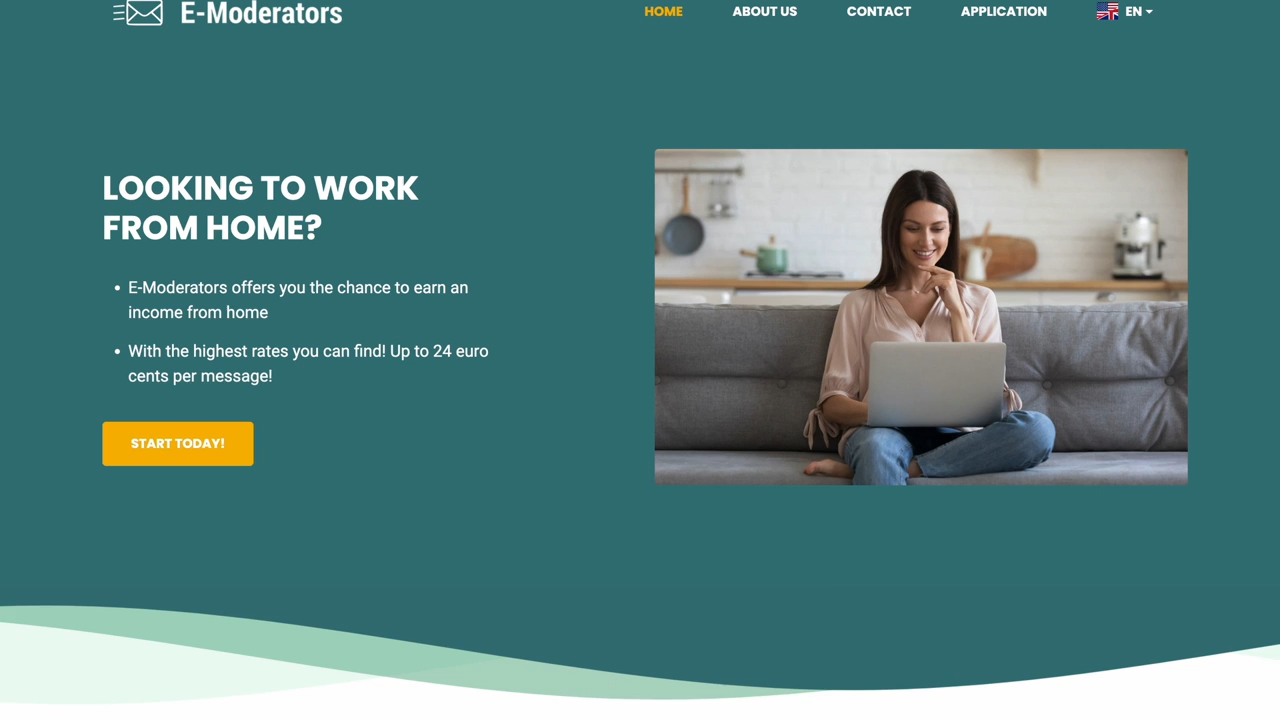 E-Moderators
HOME ABOUT US CONTACT APPLICATION EN
LOOKING TO WORK
FROM HOME?
• E-Moderators offers you the chance to earn an
income from home
• With the highest rates you can find! Up to 24 euro
cents per message!
START TODAY!